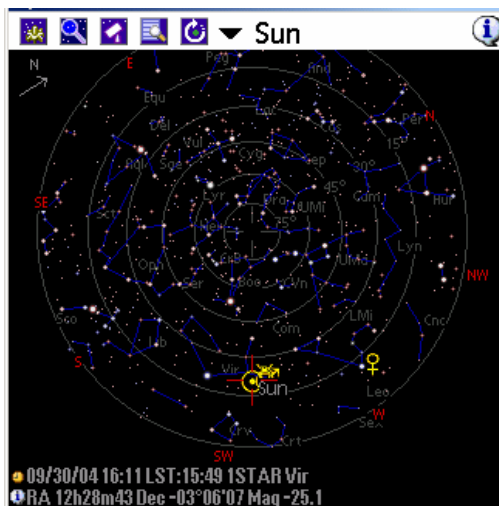 Sun
N
E
Peg
And
Equ
Lac
Cas
Per
N
Del
15°
Vul
Cyg
Cep
30°
Aql
Sge
45°
Lyr
Dra
UMi
Cam
Aur
SE
Her
75°
Sct
Lyn
Oph
CrB
UMa
NW
Ser
Boo
CVn
Sco
LMi
Cnc
Com
Lib
S
Vir
Sun
Leo
W
Sex
Crv
Crt
SW
09/30/04 16:11 LST:15:49 1STAR Vir
RA 12h28m43 Dec -03°06'07 Mag -25.1